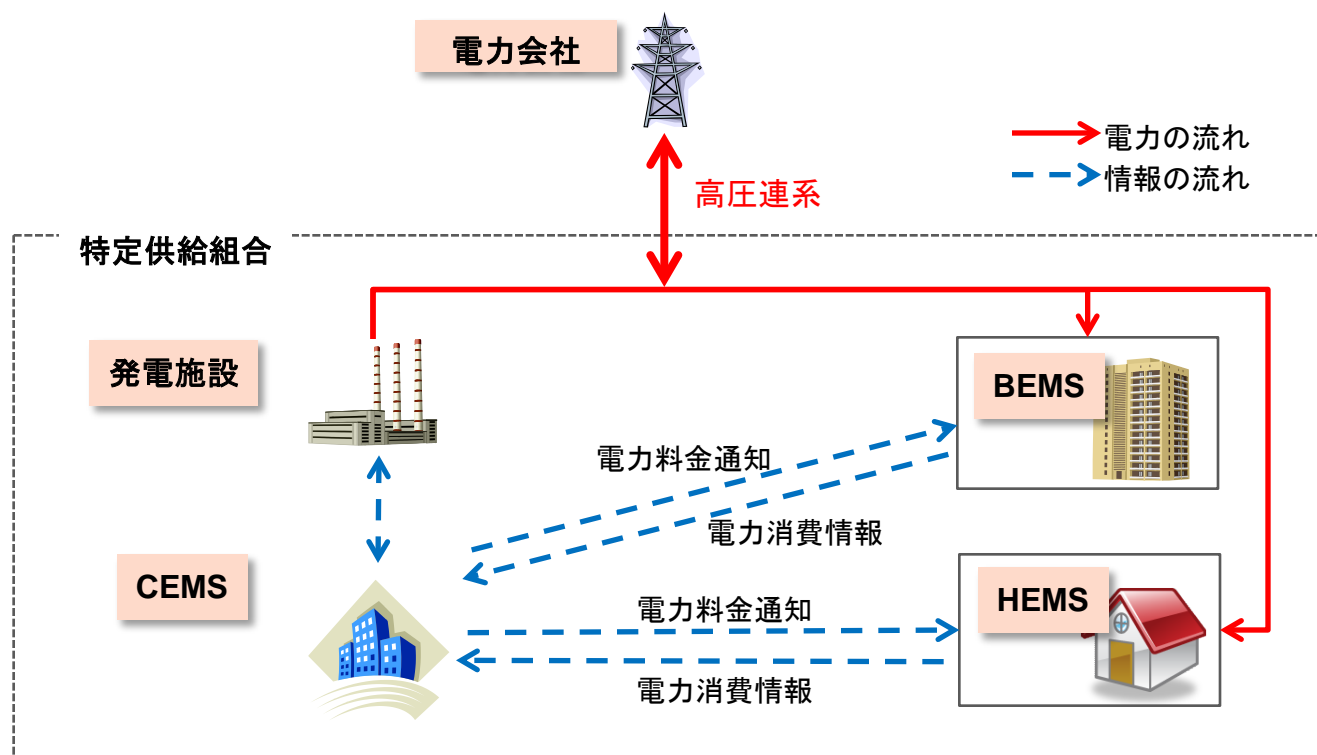 電力会社
電力の流れ
情報の流れ
高圧連系
特定供給組合
発電施設
BEMS
電力料金通知
電力消費情報
CEMS
HEMS
電力料金通知
電力消費情報